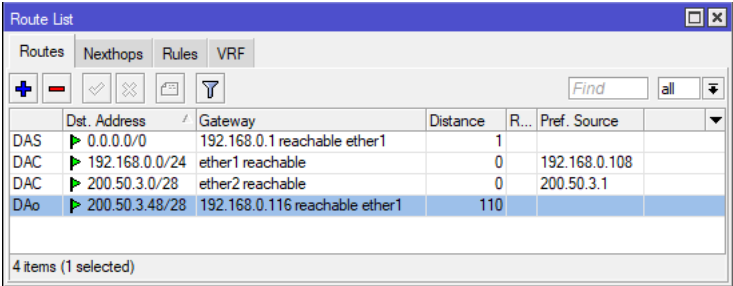 Route List
Routes Nexthops Rules VRF
Find all
Dst. Address Gateway Distance R... Pref. Source
DAS 0.0.0.0/0 192.168.0.1 reachable ether1 1
DAC 192.168.0.0/24 ether1 reachable 0 192.168.0.108
DAC 200.50.3.0/28 ether2 reachable 0 200.50.3.1
DAo 200.50.3.48/28 192.168.0.116 reachable ether1 110
4 items (1 selected)